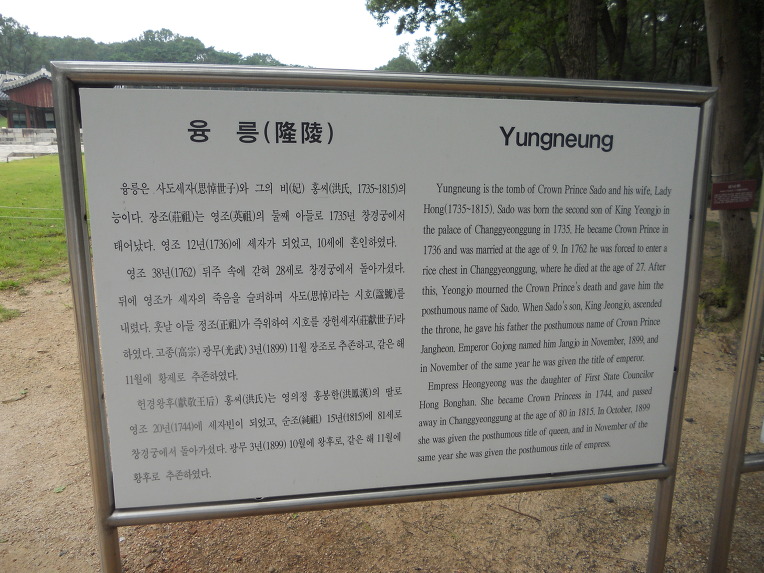 융 릉(隆陵)
융릉은 사도세자(思悼世子)와 그의 비(妃) 홍씨(洪氏, 1735~1815)의
능이다. 장조(莊祖)는 영조(英祖)의 둘째 아들로 1735년 창경궁에서
태어났다. 영조 12년(1736)에 세자가 되었고, 10세에 혼인하였다.
영조 38년(1762) 뒤주 속에 갇혀 28세로 창경궁에서 돌아가셨다.
뒤에 영조가 세자의 죽음을 슬퍼하며 사도(思悼)라는 시호(諡號)를
내렸다. 훗날 아들 정조(正祖)가 즉위하여 시호를 장헌세자(莊獻世子)라
하였다. 고종(高宗) 광무(光武) 3년(1899) 11월 장조로 추존하고, 같은 해
11월에 황제로 추존하였다.
헌경왕후(獻敬王后) 홍씨(洪氏)는 영의정 홍봉한(洪鳳漢)의 딸로
영조 20년(1744)에 세자빈이 되었고, 순조(純祖) 15년(1815)에 81세로
창경궁에서 돌아가셨다. 광무 3년(1899) 10월에 왕후로, 같은 해 11월에
황후로 추존하였다.
Yungneung
Yungneung is the tomb of Crown Prince Sado and his wife, Lady
Hong(1735~1815). Sado was born the second son of King Yeongjo in
the palace of Changgyeonggung in 1735. He became Crown Prince in
1736 and was married at the age of 9. In 1762 he was forced to enter a
rice chest in Changgyeonggung, where he died at the age of 27. After
this, Yeongjo mourned the Crown Prince's death and gave him the
posthumous name of Sado. When Sado's son, King Jeongjo, ascended
the throne, he gave his father the posthumous name of Crown Prince
Jangheon. Emperor Gojong named him Jangjo in November, 1899, and
in November of the same year he was given the title of emperor.
Empress Heongyeong was the daughter of First State Councilor
Hong Bonghan. She became Crown Princess in 1744, and passed
away in Changgyeonggung at the age of 80 in 1815. In October, 1899
she was given the posthumous title of queen, and in November of the
same year she was given the posthumous title of empress.